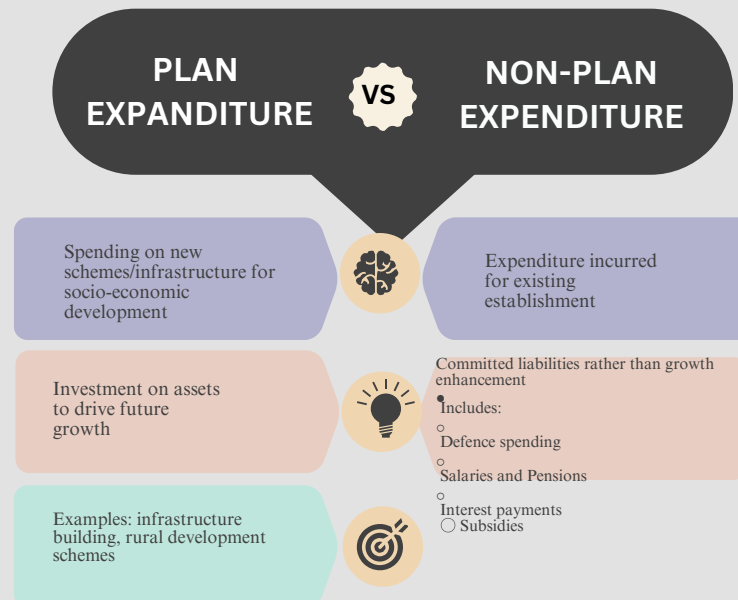 PLAN
EXPANDITURE
VS
NON-PLAN
EXPENDITURE
Spending on new
schemes/infrastructure for
socio-economic
development
Expenditure incurred
for existing
establishment
Investment on assets
to drive future
growth
Committed liabilities rather than growth
enhancement
Includes:
Defence spending
Salaries and Pensions
Interest payments
Subsidies
Examples: infrastructure
building, rural development
schemes